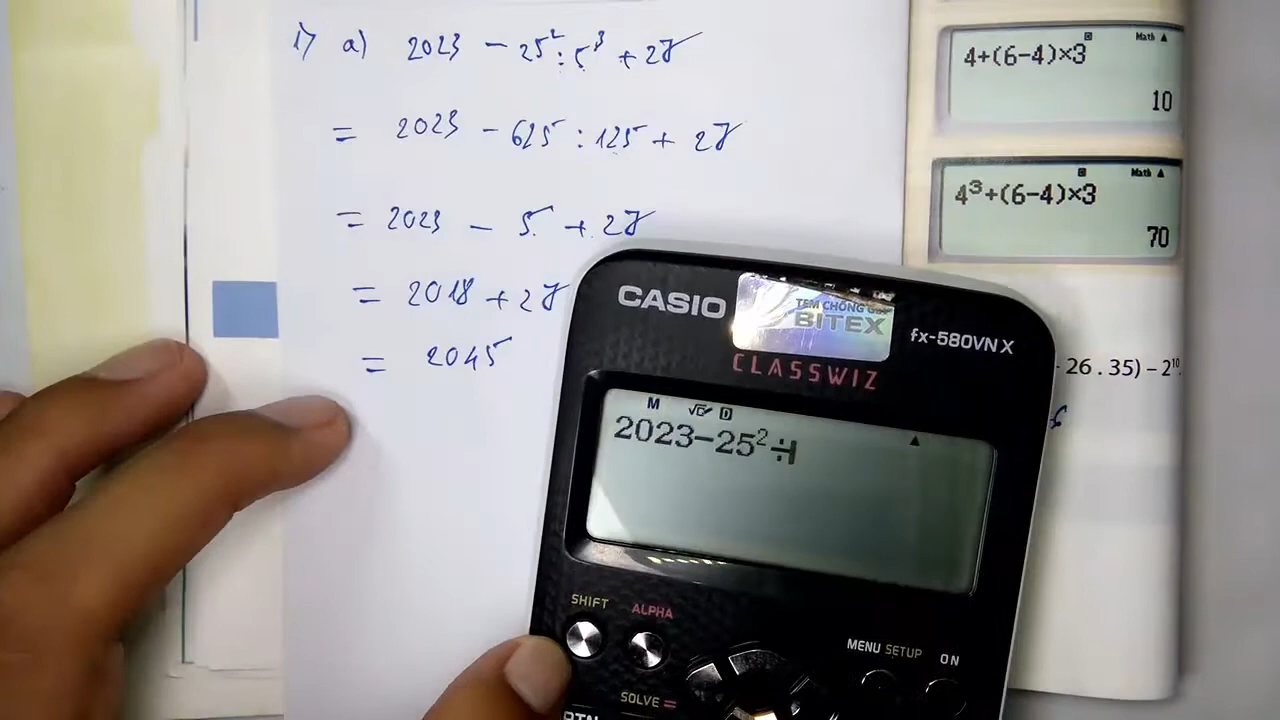 1) a) 2023 - 25² : 5³ + 27
= 2023 - 625 : 125 + 27
= 2023 - 5 + 27
= 2018 + 27
= 2045
Math ▲
4+(6-4)×3
10
Math ▲
4³+(6-4)×3
70
26 . 35) – 2¹⁰.
CASIO
TEM CHỐNG GIẢ
BITEX
fx-580VN X
CLASSWIZ
M √ D ▲
2023-25²÷
SHIFT
ALPHA
MENU SETUP
ON
SOLVE =